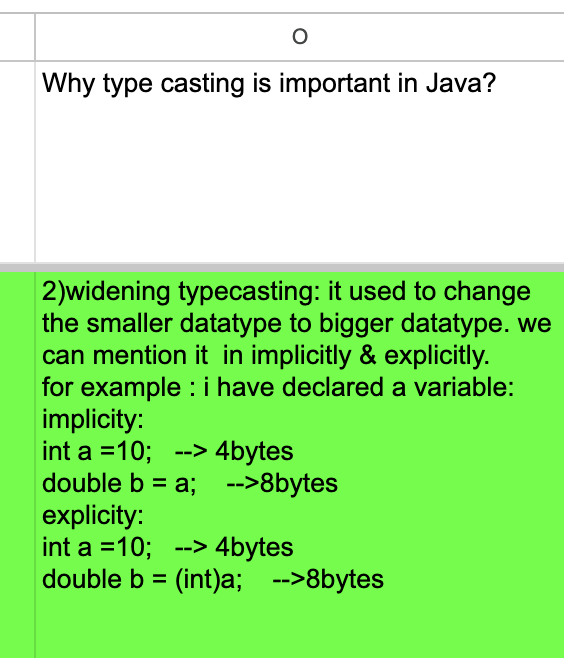 O
Why type casting is important in Java?
2)widening typecasting: it used to change
the smaller datatype to bigger datatype. we
can mention it  in implicitly & explicitly.
for example : i have declared a variable:
implicity:
int a =10;   --> 4bytes
double b = a;    -->8bytes
explicity:
int a =10;   --> 4bytes
double b = (int)a;    -->8bytes